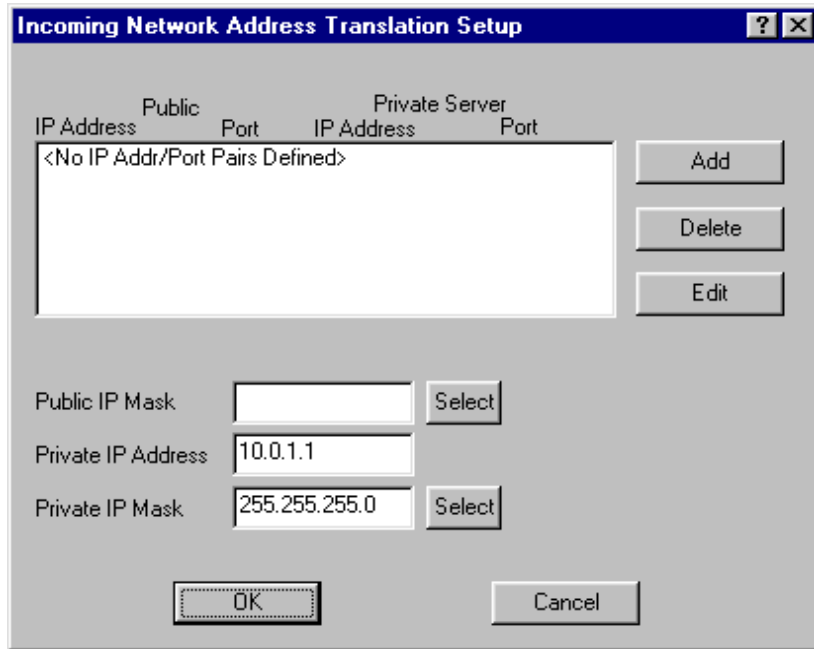 Incoming Network Address Translation Setup
Public
Private Server
IP Address Port IP Address Port
<No IP Addr/Port Pairs Defined>
Add
Delete
Edit
Public IP Mask Select
Private IP Address 10.0.1.1
Private IP Mask 255.255.255.0 Select
OK Cancel